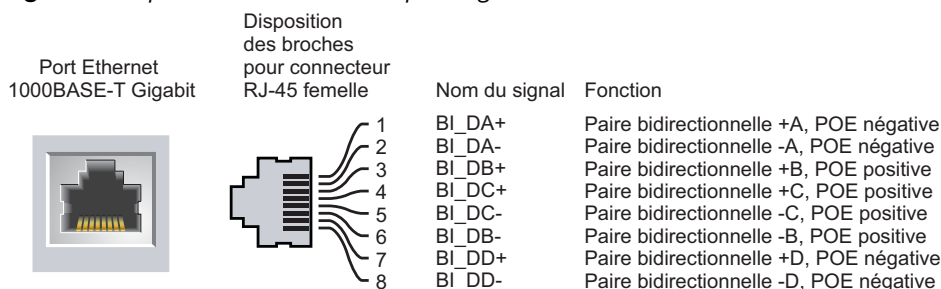 Disposition
des broches
pour connecteur
RJ-45 femelle
Port Ethernet
1000BASE-T Gigabit
Nom du signal Fonction
1 BI_DA+ Paire bidirectionnelle +A, POE négative
2 BI_DA- Paire bidirectionnelle -A, POE négative
3 BI_DB+ Paire bidirectionnelle +B, POE positive
4 BI_DC+ Paire bidirectionnelle +C, POE positive
5 BI_DC- Paire bidirectionnelle -C, POE positive
6 BI_DB- Paire bidirectionnelle -B, POE positive
7 BI_DD+ Paire bidirectionnelle +D, POE négative
8 BI_DD- Paire bidirectionnelle -D, POE négative